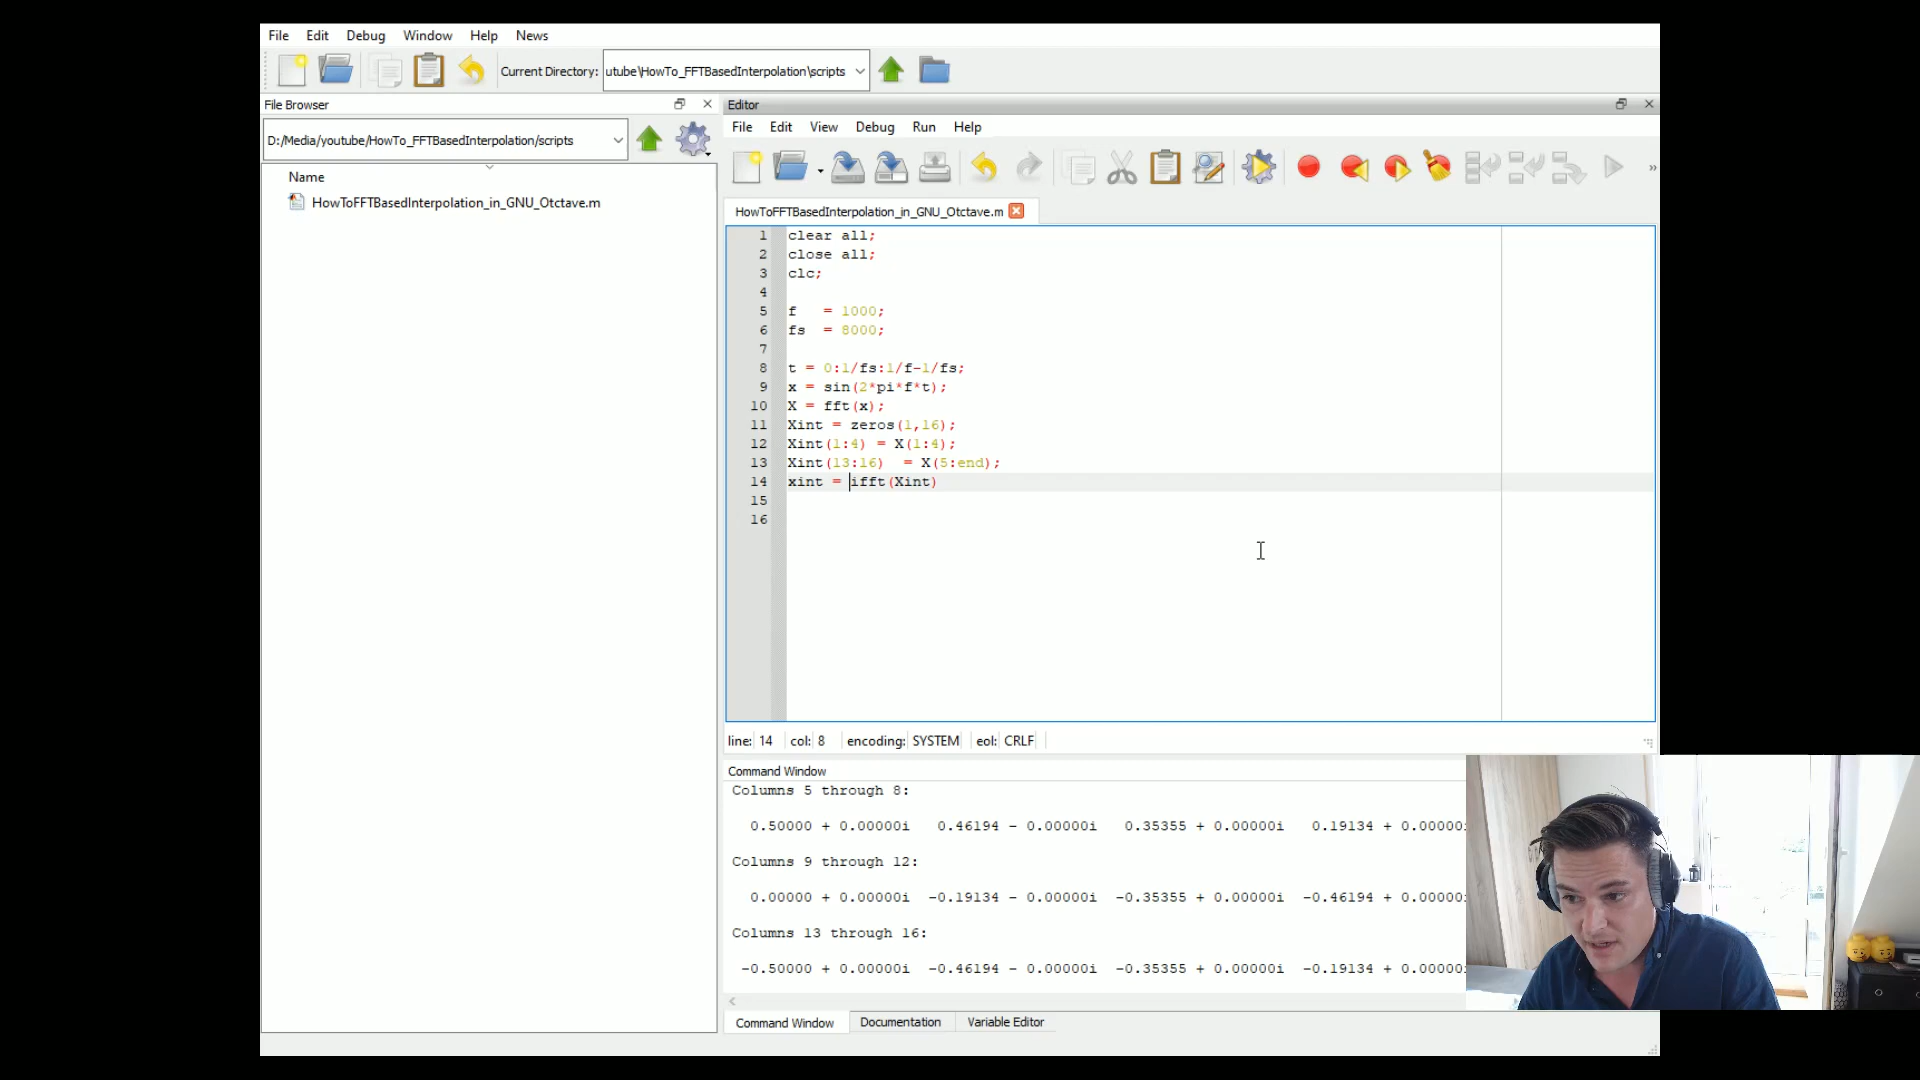 File Edit Debug Window Help News
Current Directory: utube\HowTo_FFTBasedInterpolation\scripts
File Browser
D:/Media/youtube/HowTo_FFTBasedInterpolation/scripts
Name
HowToFFTBasedInterpolation_in_GNU_Otctave.m
Editor
File Edit View Debug Run Help
HowToFFTBasedInterpolation_in_GNU_Otctave.m
1 clear all;
2 close all;
3 clc;
4
5 f = 1000;
6 fs = 8000;
7
8 t = 0:1/fs:1/f-1/fs;
9 x = sin(2*pi*f*t);
10 X = fft(x);
11 Xint = zeros(1,16);
12 Xint(1:4) = X(1:4);
13 Xint(13:16) = X(5:end);
14 xint = ifft(Xint)
15
16
line: 14 col: 8 encoding: SYSTEM eol: CRLF
Command Window
Columns 5 through 8:
0.50000 + 0.00000i 0.46194 - 0.00000i 0.35355 + 0.00000i 0.19134 + 0.00000i
Columns 9 through 12:
0.00000 + 0.00000i -0.19134 - 0.00000i -0.35355 + 0.00000i -0.46194 + 0.00000i
Columns 13 through 16:
-0.50000 + 0.00000i -0.46194 - 0.00000i -0.35355 + 0.00000i -0.19134 + 0.00000i
Command Window Documentation Variable Editor